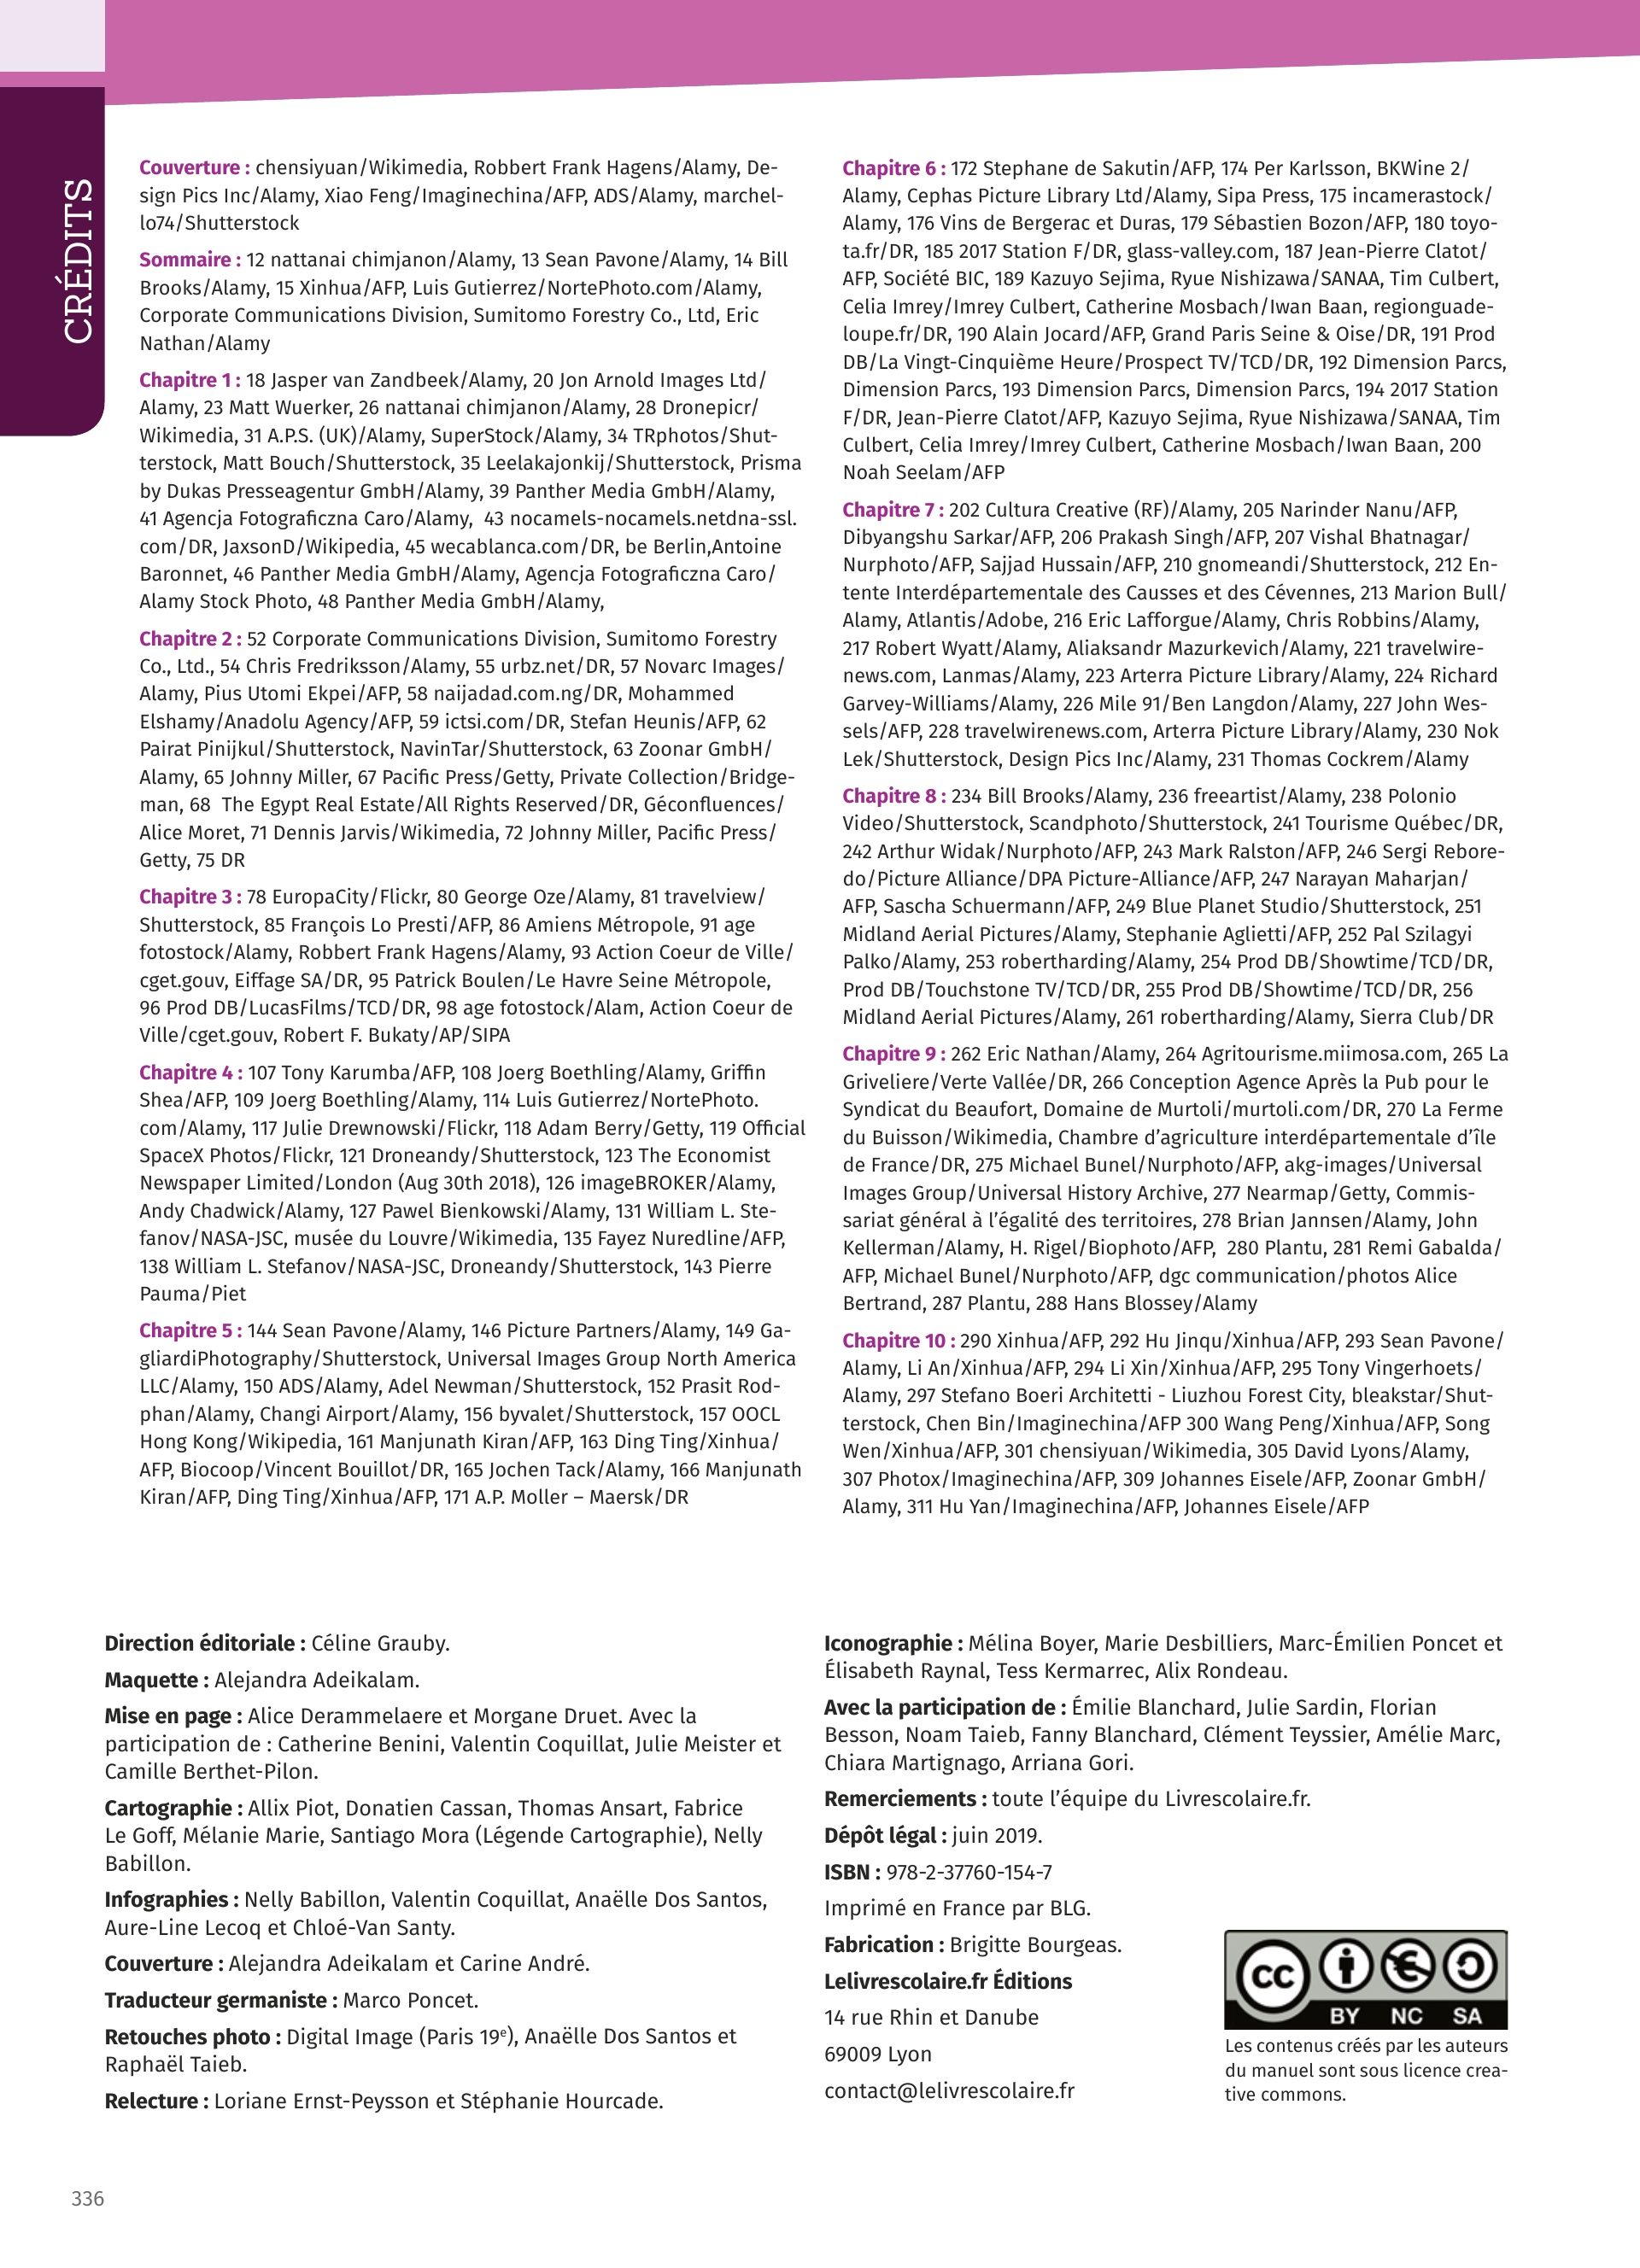 CRÉDITS
Couverture : chensiyuan/Wikimedia, Robbert Frank Hagens/Alamy, De-
sign Pics Inc/Alamy, Xiao Feng/Imaginechina/AFP, ADS/Alamy, marchel-
lo74/Shutterstock
Sommaire : 12 nattanai chimjanon/Alamy, 13 Sean Pavone/Alamy, 14 Bill
Brooks/Alamy, 15 Xinhua/AFP, Luis Gutierrez/NortePhoto.com/Alamy,
Corporate Communications Division, Sumitomo Forestry Co., Ltd, Eric
Nathan/Alamy
Chapitre 1 : 18 Jasper van Zandbeek/Alamy, 20 Jon Arnold Images Ltd/
Alamy, 23 Matt Wuerker, 26 nattanai chimjanon/Alamy, 28 Dronepicr/
Wikimedia, 31 A.P.S. (UK)/Alamy, SuperStock/Alamy, 34 TRphotos/Shut-
terstock, Matt Bouch/Shutterstock, 35 Leelakajonkij/Shutterstock, Prisma
by Dukas Presseagentur GmbH/Alamy, 39 Panther Media GmbH/Alamy,
41 Agencja Fotograficzna Caro/Alamy,  43 nocamels-nocamels.netdna-ssl.
com/DR, JaxsonD/Wikipedia, 45 wecablanca.com/DR, be Berlin,Antoine
Baronnet, 46 Panther Media GmbH/Alamy, Agencja Fotograficzna Caro/
Alamy Stock Photo, 48 Panther Media GmbH/Alamy,
Chapitre 2 : 52 Corporate Communications Division, Sumitomo Forestry
Co., Ltd., 54 Chris Fredriksson/Alamy, 55 urbz.net/DR, 57 Novarc Images/
Alamy, Pius Utomi Ekpei/AFP, 58 naijadad.com.ng/DR, Mohammed
Elshamy/Anadolu Agency/AFP, 59 ictsi.com/DR, Stefan Heunis/AFP, 62
Pairat Pinijkul/Shutterstock, NavinTar/Shutterstock, 63 Zoonar GmbH/
Alamy, 65 Johnny Miller, 67 Pacific Press/Getty, Private Collection/Bridge-
man, 68  The Egypt Real Estate/All Rights Reserved/DR, Géconfluences/
Alice Moret, 71 Dennis Jarvis/Wikimedia, 72 Johnny Miller, Pacific Press/
Getty, 75 DR
Chapitre 3 : 78 EuropaCity/Flickr, 80 George Oze/Alamy, 81 travelview/
Shutterstock, 85 François Lo Presti/AFP, 86 Amiens Métropole, 91 age
fotostock/Alamy, Robbert Frank Hagens/Alamy, 93 Action Coeur de Ville/
cget.gouv, Eiffage SA/DR, 95 Patrick Boulen/Le Havre Seine Métropole,
96 Prod DB/LucasFilms/TCD/DR, 98 age fotostock/Alam, Action Coeur de
Ville/cget.gouv, Robert F. Bukaty/AP/SIPA
Chapitre 4 : 107 Tony Karumba/AFP, 108 Joerg Boethling/Alamy, Griffin
Shea/AFP, 109 Joerg Boethling/Alamy, 114 Luis Gutierrez/NortePhoto.
com/Alamy, 117 Julie Drewnowski/Flickr, 118 Adam Berry/Getty, 119 Official
SpaceX Photos/Flickr, 121 Droneandy/Shutterstock, 123 The Economist
Newspaper Limited/London (Aug 30th 2018), 126 imageBROKER/Alamy,
Andy Chadwick/Alamy, 127 Pawel Bienkowski/Alamy, 131 William L. Ste-
fanov/NASA-JSC, musée du Louvre/Wikimedia, 135 Fayez Nuredline/AFP,
138 William L. Stefanov/NASA-JSC, Droneandy/Shutterstock, 143 Pierre
Pauma/Piet
Chapitre 5 : 144 Sean Pavone/Alamy, 146 Picture Partners/Alamy, 149 Ga-
gliardiPhotography/Shutterstock, Universal Images Group North America
LLC/Alamy, 150 ADS/Alamy, Adel Newman/Shutterstock, 152 Prasit Rod-
phan/Alamy, Changi Airport/Alamy, 156 byvalet/Shutterstock, 157 OOCL
Hong Kong/Wikipedia, 161 Manjunath Kiran/AFP, 163 Ding Ting/Xinhua/
AFP, Biocoop/Vincent Bouillot/DR, 165 Jochen Tack/Alamy, 166 Manjunath
Kiran/AFP, Ding Ting/Xinhua/AFP, 171 A.P. Moller – Maersk/DR
Chapitre 6 : 172 Stephane de Sakutin/AFP, 174 Per Karlsson, BKWine 2/
Alamy, Cephas Picture Library Ltd/Alamy, Sipa Press, 175 incamerastock/
Alamy, 176 Vins de Bergerac et Duras, 179 Sébastien Bozon/AFP, 180 toyo-
ta.fr/DR, 185 2017 Station F/DR, glass-valley.com, 187 Jean-Pierre Clatot/
AFP, Société BIC, 189 Kazuyo Sejima, Ryue Nishizawa/SANAA, Tim Culbert,
Celia Imrey/Imrey Culbert, Catherine Mosbach/Iwan Baan, regionguade-
loupe.fr/DR, 190 Alain Jocard/AFP, Grand Paris Seine & Oise/DR, 191 Prod
DB/La Vingt-Cinquième Heure/Prospect TV/TCD/DR, 192 Dimension Parcs,
Dimension Parcs, 193 Dimension Parcs, Dimension Parcs, 194 2017 Station
F/DR, Jean-Pierre Clatot/AFP, Kazuyo Sejima, Ryue Nishizawa/SANAA, Tim
Culbert, Celia Imrey/Imrey Culbert, Catherine Mosbach/Iwan Baan, 200
Noah Seelam/AFP
Chapitre 7 : 202 Cultura Creative (RF)/Alamy, 205 Narinder Nanu/AFP,
Dibyangshu Sarkar/AFP, 206 Prakash Singh/AFP, 207 Vishal Bhatnagar/
Nurphoto/AFP, Sajjad Hussain/AFP, 210 gnomeandi/Shutterstock, 212 En-
tente Interdépartementale des Causses et des Cévennes, 213 Marion Bull/
Alamy, Atlantis/Adobe, 216 Eric Lafforgue/Alamy, Chris Robbins/Alamy,
217 Robert Wyatt/Alamy, Aliaksandr Mazurkevich/Alamy, 221 travelwire-
news.com, Lanmas/Alamy, 223 Arterra Picture Library/Alamy, 224 Richard
Garvey-Williams/Alamy, 226 Mile 91/Ben Langdon/Alamy, 227 John Wes-
sels/AFP, 228 travelwirenews.com, Arterra Picture Library/Alamy, 230 Nok
Lek/Shutterstock, Design Pics Inc/Alamy, 231 Thomas Cockrem/Alamy
Chapitre 8 : 234 Bill Brooks/Alamy, 236 freeartist/Alamy, 238 Polonio
Video/Shutterstock, Scandphoto/Shutterstock, 241 Tourisme Québec/DR,
242 Arthur Widak/Nurphoto/AFP, 243 Mark Ralston/AFP, 246 Sergi Rebore-
do/Picture Alliance/DPA Picture-Alliance/AFP, 247 Narayan Maharjan/
AFP, Sascha Schuermann/AFP, 249 Blue Planet Studio/Shutterstock, 251
Midland Aerial Pictures/Alamy, Stephanie Aglietti/AFP, 252 Pal Szilagyi
Palko/Alamy, 253 robertharding/Alamy, 254 Prod DB/Showtime/TCD/DR,
Prod DB/Touchstone TV/TCD/DR, 255 Prod DB/Showtime/TCD/DR, 256
Midland Aerial Pictures/Alamy, 261 robertharding/Alamy, Sierra Club/DR
Chapitre 9 : 262 Eric Nathan/Alamy, 264 Agritourisme.miimosa.com, 265 La
Griveliere/Verte Vallée/DR, 266 Conception Agence Après la Pub pour le
Syndicat du Beaufort, Domaine de Murtoli/murtoli.com/DR, 270 La Ferme
du Buisson/Wikimedia, Chambre d’agriculture interdépartementale d’île
de France/DR, 275 Michael Bunel/Nurphoto/AFP, akg-images/Universal
Images Group/Universal History Archive, 277 Nearmap/Getty, Commis-
sariat général à l’égalité des territoires, 278 Brian Jannsen/Alamy, John
Kellerman/Alamy, H. Rigel/Biophoto/AFP,  280 Plantu, 281 Remi Gabalda/
AFP, Michael Bunel/Nurphoto/AFP, dgc communication/photos Alice
Bertrand, 287 Plantu, 288 Hans Blossey/Alamy
Chapitre 10 : 290 Xinhua/AFP, 292 Hu Jinqu/Xinhua/AFP, 293 Sean Pavone/
Alamy, Li An/Xinhua/AFP, 294 Li Xin/Xinhua/AFP, 295 Tony Vingerhoets/
Alamy, 297 Stefano Boeri Architetti - Liuzhou Forest City, bleakstar/Shut-
terstock, Chen Bin/Imaginechina/AFP 300 Wang Peng/Xinhua/AFP, Song
Wen/Xinhua/AFP, 301 chensiyuan/Wikimedia, 305 David Lyons/Alamy,
307 Photox/Imaginechina/AFP, 309 Johannes Eisele/AFP, Zoonar GmbH/
Alamy, 311 Hu Yan/Imaginechina/AFP, Johannes Eisele/AFP
Direction éditoriale : Céline Grauby.
Maquette : Alejandra Adeikalam.
Mise en page : Alice Derammelaere et Morgane Druet. Avec la
participation de : Catherine Benini, Valentin Coquillat, Julie Meister et
Camille Berthet-Pilon.
Cartographie : Allix Piot, Donatien Cassan, Thomas Ansart, Fabrice
Le Goff, Mélanie Marie, Santiago Mora (Légende Cartographie), Nelly
Babillon.
Infographies : Nelly Babillon, Valentin Coquillat, Anaëlle Dos Santos,
Aure-Line Lecoq et Chloé-Van Santy.
Couverture : Alejandra Adeikalam et Carine André.
Traducteur germaniste : Marco Poncet.
Retouches photo : Digital Image (Paris 19e), Anaëlle Dos Santos et
Raphaël Taieb.
Relecture : Loriane Ernst-Peysson et Stéphanie Hourcade.
Iconographie : Mélina Boyer, Marie Desbilliers, Marc-Émilien Poncet et
Élisabeth Raynal, Tess Kermarrec, Alix Rondeau.
Avec la participation de : Émilie Blanchard, Julie Sardin, Florian
Besson, Noam Taieb, Fanny Blanchard, Clément Teyssier, Amélie Marc,
Chiara Martignago, Arriana Gori.
Remerciements : toute l’équipe du Livrescolaire.fr.
Dépôt légal : juin 2019.
ISBN : 978-2-37760-154-7
Imprimé en France par BLG.
Fabrication : Brigitte Bourgeas.
Lelivrescolaire.fr Éditions
14 rue Rhin et Danube
69009 Lyon
contact@lelivrescolaire.fr
cc
BY NC SA
Les contenus créés par les auteurs
du manuel sont sous licence crea-
tive commons.
336